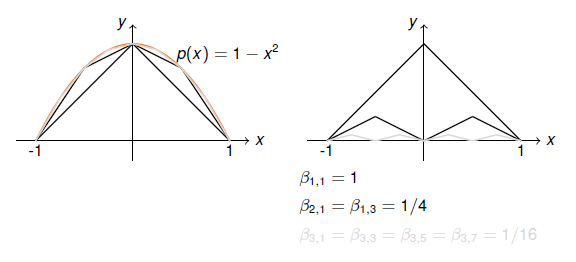 y
p(x) = 1 − x²
-1
1
x
y
-1
1
x
β₁,₁ = 1
β₂,₁ = β₁,₃ = 1/4
β₃,₁ = β₃,₃ = β₃,₅ = β₃,₇ = 1/16